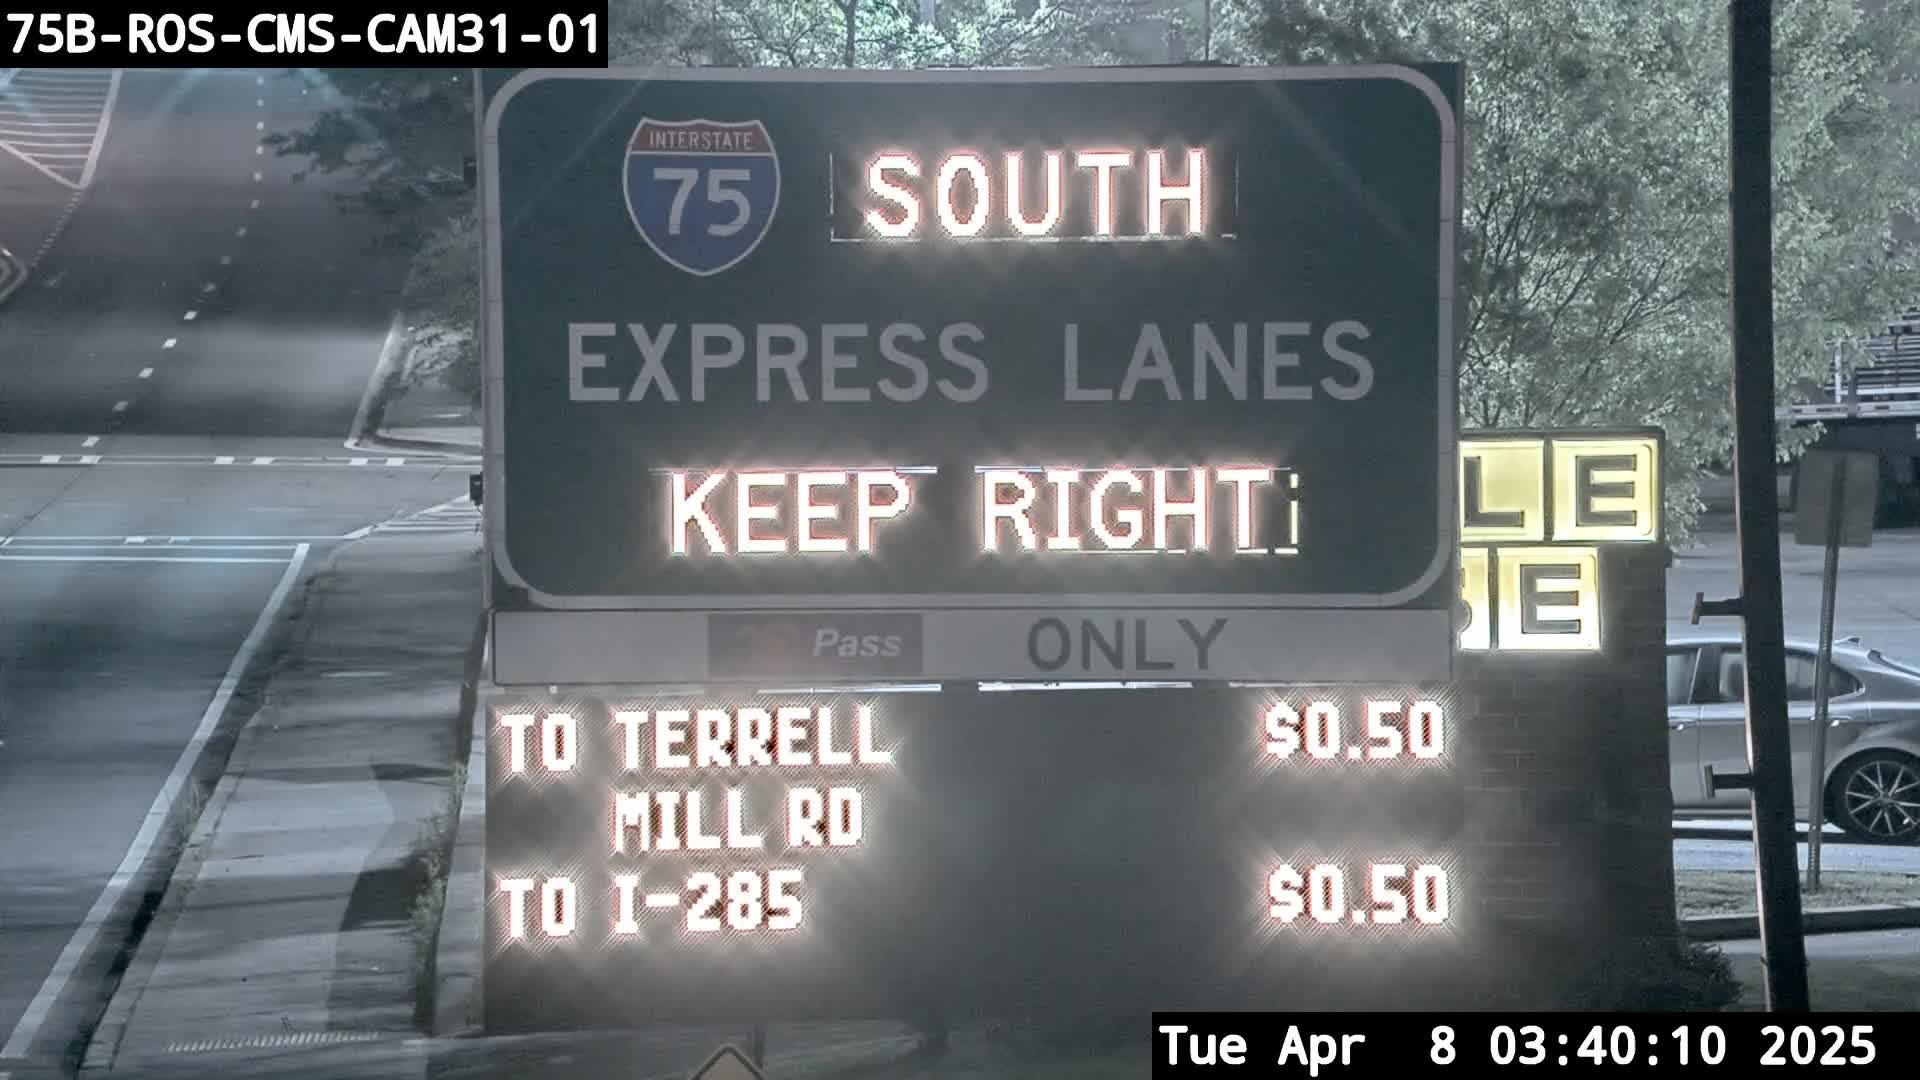 75B-ROS-CMS-CAM31-01
INTERSTATE
75
SOUTH
EXPRESS LANES
KEEP RIGHT
Pass ONLY
TO TERRELL $0.50
MILL RD
TO I-285 $0.50
LE
E
Tue Apr 8 03:40:10 2025